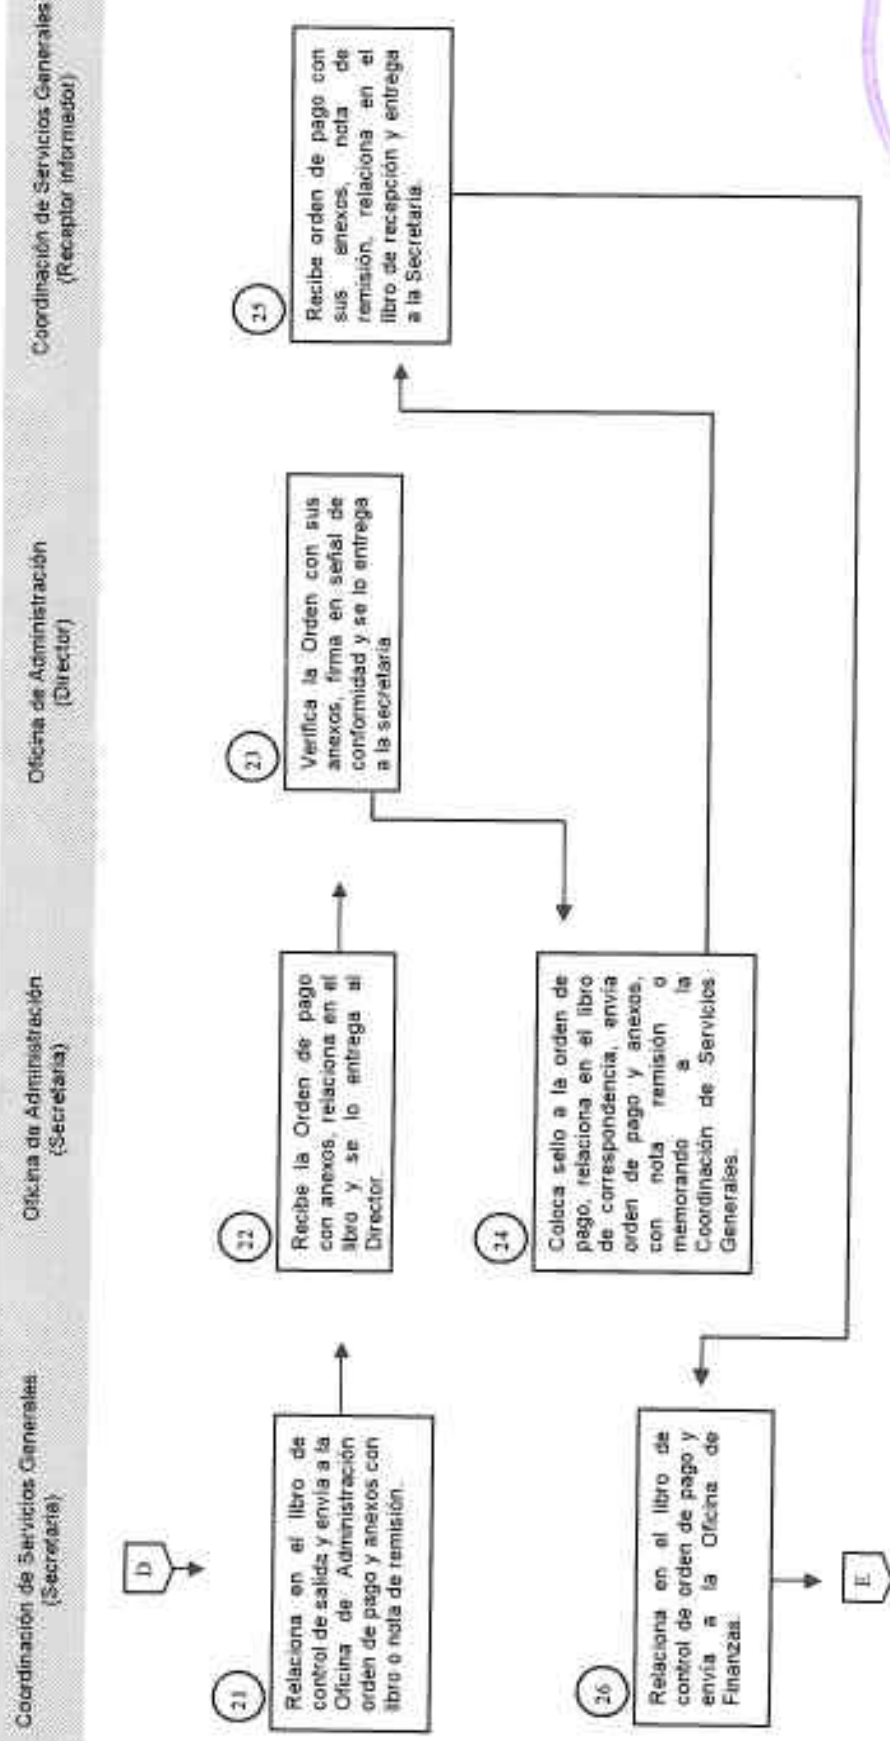 Coordinación de Servicios Generales
(Secretaria)
Oficina de Administración
(Secretaria)
Oficina de Administración
(Director)
Coordinación de Servicios Generales
(Receptor Informador)
D
21
Relaciona en el libro de
control de salida y envía a la
Oficina de Administración
orden de pago y anexos con
libro o nota de remisión.
22
Recibe la Orden de pago
con anexos, relaciona en el
libro y se lo entrega al
Director.
23
Verifica la Orden con sus
anexos, firma en señal de
conformidad y se lo entrega
a la secretaria.
24
Coloca sello a la orden de
pago, relaciona en el libro
de correspondencia, envía
orden de pago y anexos,
con nota remisión o
memorando a la
Coordinación de Servicios
Generales.
25
Recibe orden de pago con
sus anexos, nota de
remisión, relaciona en el
libro de recepción y entrega
a la Secretaría.
26
Relaciona en el libro de
control de orden de pago y
envía a la Oficina de
Finanzas.
E